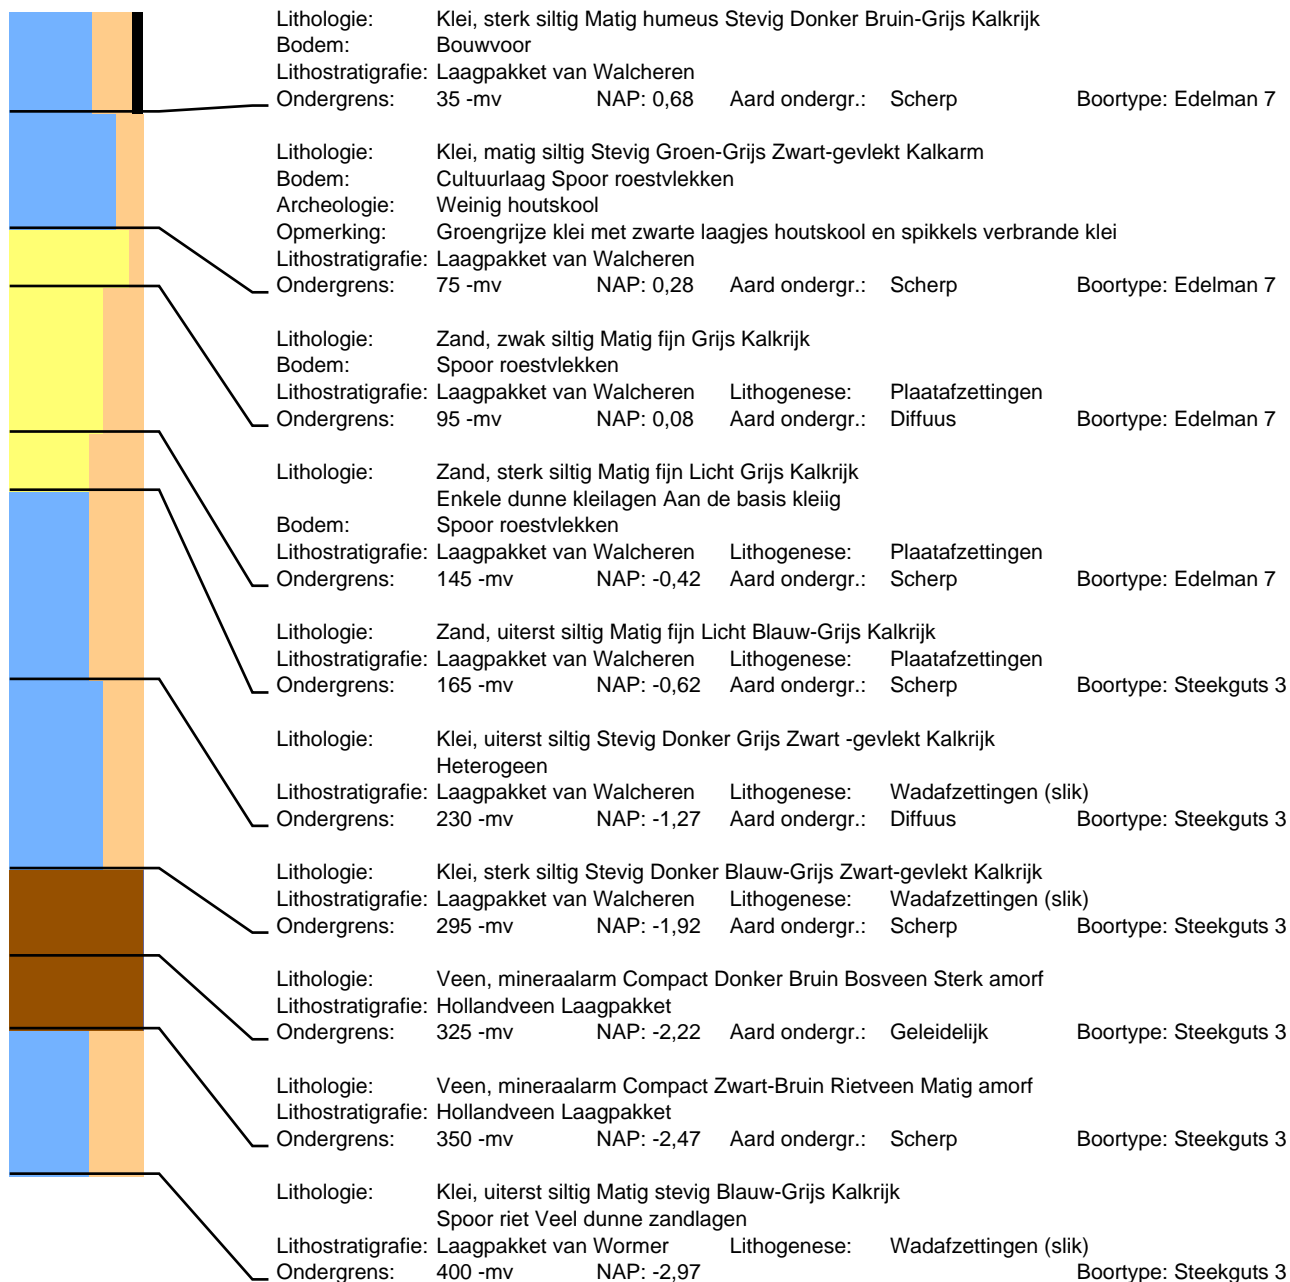 Lithologie: Klei, sterk siltig Matig humeus Stevig Donker Bruin-Grijs Kalkrijk
Bodem: Bouwvoor
Lithostratigrafie: Laagpakket van Walcheren
Ondergrens: 35 -mv NAP: 0,68 Aard ondergr.: Scherp Boortype: Edelman 7
Lithologie: Klei, matig siltig Stevig Groen-Grijs Zwart-gevlekt Kalkarm
Bodem: Cultuurlaag Spoor roestvlekken
Archeologie: Weinig houtskool
Opmerking: Groengrijze klei met zwarte laagjes houtskool en spikkels verbrande klei
Lithostratigrafie: Laagpakket van Walcheren
Ondergrens: 75 -mv NAP: 0,28 Aard ondergr.: Scherp Boortype: Edelman 7
Lithologie: Zand, zwak siltig Matig fijn Grijs Kalkrijk
Bodem: Spoor roestvlekken
Lithostratigrafie: Laagpakket van Walcheren Lithogenese: Plaatafzettingen
Ondergrens: 95 -mv NAP: 0,08 Aard ondergr.: Diffuus Boortype: Edelman 7
Lithologie: Zand, sterk siltig Matig fijn Licht Grijs Kalkrijk
Enkele dunne kleilagen Aan de basis kleiig
Bodem: Spoor roestvlekken
Lithostratigrafie: Laagpakket van Walcheren Lithogenese: Plaatafzettingen
Ondergrens: 145 -mv NAP: -0,42 Aard ondergr.: Scherp Boortype: Edelman 7
Lithologie: Zand, uiterst siltig Matig fijn Licht Blauw-Grijs Kalkrijk
Lithostratigrafie: Laagpakket van Walcheren Lithogenese: Plaatafzettingen
Ondergrens: 165 -mv NAP: -0,62 Aard ondergr.: Scherp Boortype: Steekguts 3
Lithologie: Klei, uiterst siltig Stevig Donker Grijs Zwart -gevlekt Kalkrijk
Heterogeen
Lithostratigrafie: Laagpakket van Walcheren Lithogenese: Wadafzettingen (slik)
Ondergrens: 230 -mv NAP: -1,27 Aard ondergr.: Diffuus Boortype: Steekguts 3
Lithologie: Klei, sterk siltig Stevig Donker Blauw-Grijs Zwart-gevlekt Kalkrijk
Lithostratigrafie: Laagpakket van Walcheren Lithogenese: Wadafzettingen (slik)
Ondergrens: 295 -mv NAP: -1,92 Aard ondergr.: Scherp Boortype: Steekguts 3
Lithologie: Veen, mineraalarm Compact Donker Bruin Bosveen Sterk amorf
Lithostratigrafie: Hollandveen Laagpakket
Ondergrens: 325 -mv NAP: -2,22 Aard ondergr.: Geleidelijk Boortype: Steekguts 3
Lithologie: Veen, mineraalarm Compact Zwart-Bruin Rietveen Matig amorf
Lithostratigrafie: Hollandveen Laagpakket
Ondergrens: 350 -mv NAP: -2,47 Aard ondergr.: Scherp Boortype: Steekguts 3
Lithologie: Klei, uiterst siltig Matig stevig Blauw-Grijs Kalkrijk
Spoor riet Veel dunne zandlagen
Lithostratigrafie: Laagpakket van Wormer Lithogenese: Wadafzettingen (slik)
Ondergrens: 400 -mv NAP: -2,97 Boortype: Steekguts 3